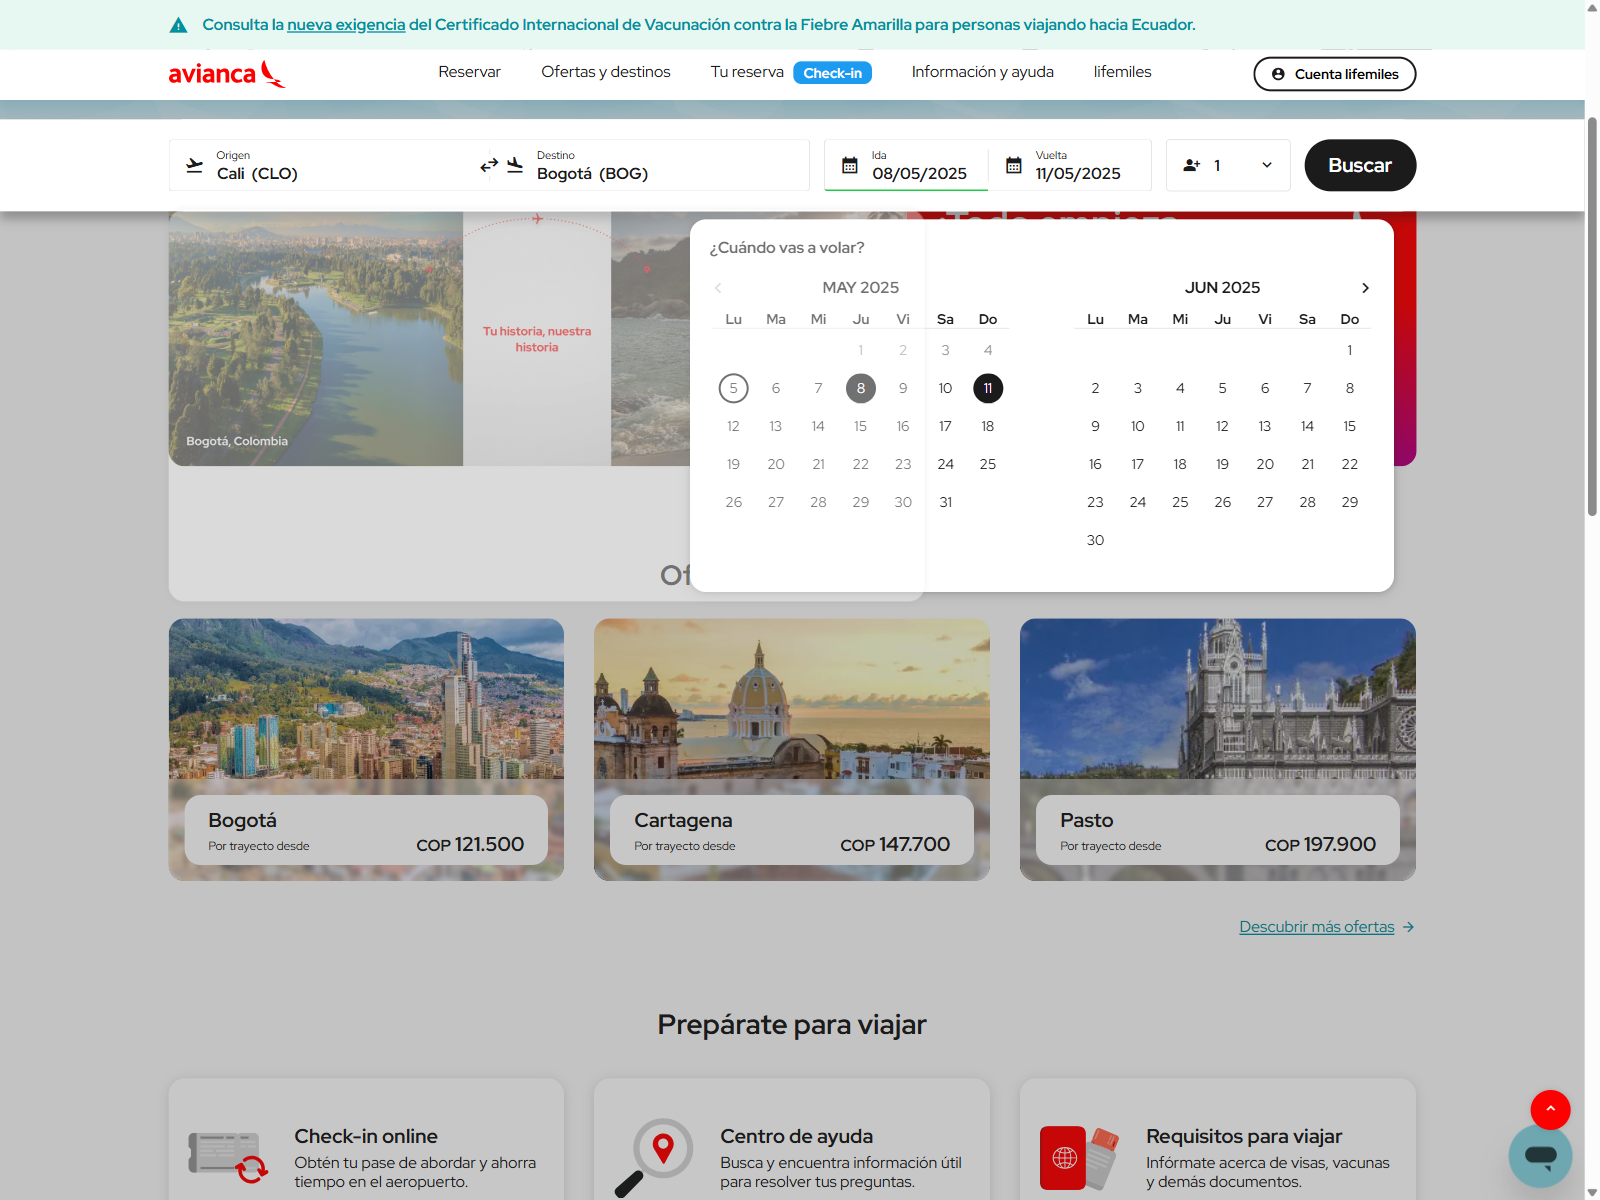 Consulta la nueva exigencia del Certificado Internacional de Vacunación contra la Fiebre Amarilla para personas viajando hacia Ecuador.
avianca
Reservar
Ofertas y destinos
Tu reserva
Check-in
Información y ayuda
lifemiles
Cuenta lifemiles
Origen
Cali (CLO)
Destino
Bogotá (BOG)
Ida
08/05/2025
Vuelta
11/05/2025
1
Buscar
Tu historia, nuestra
historia
Bogotá, Colombia
¿Cuándo vas a volar?
MAY 2025
Lu Ma Mi Ju Vi Sa Do
1 2 3 4
5 6 7 8 9 10 11
12 13 14 15 16 17 18
19 20 21 22 23 24 25
26 27 28 29 30 31
JUN 2025
Lu Ma Mi Ju Vi Sa Do
1
2 3 4 5 6 7 8
9 10 11 12 13 14 15
16 17 18 19 20 21 22
23 24 25 26 27 28 29
30
Bogotá
Por trayecto desde
COP 121.500
Cartagena
Por trayecto desde
COP 147.700
Pasto
Por trayecto desde
COP 197.900
Descubrir más ofertas
Prepárate para viajar
Check-in online
Obtén tu pase de abordar y ahorra
tiempo en el aeropuerto.
Centro de ayuda
Busca y encuentra información útil
para resolver tus preguntas.
Requisitos para viajar
Infórmate acerca de visas, vacunas
y demás documentos.